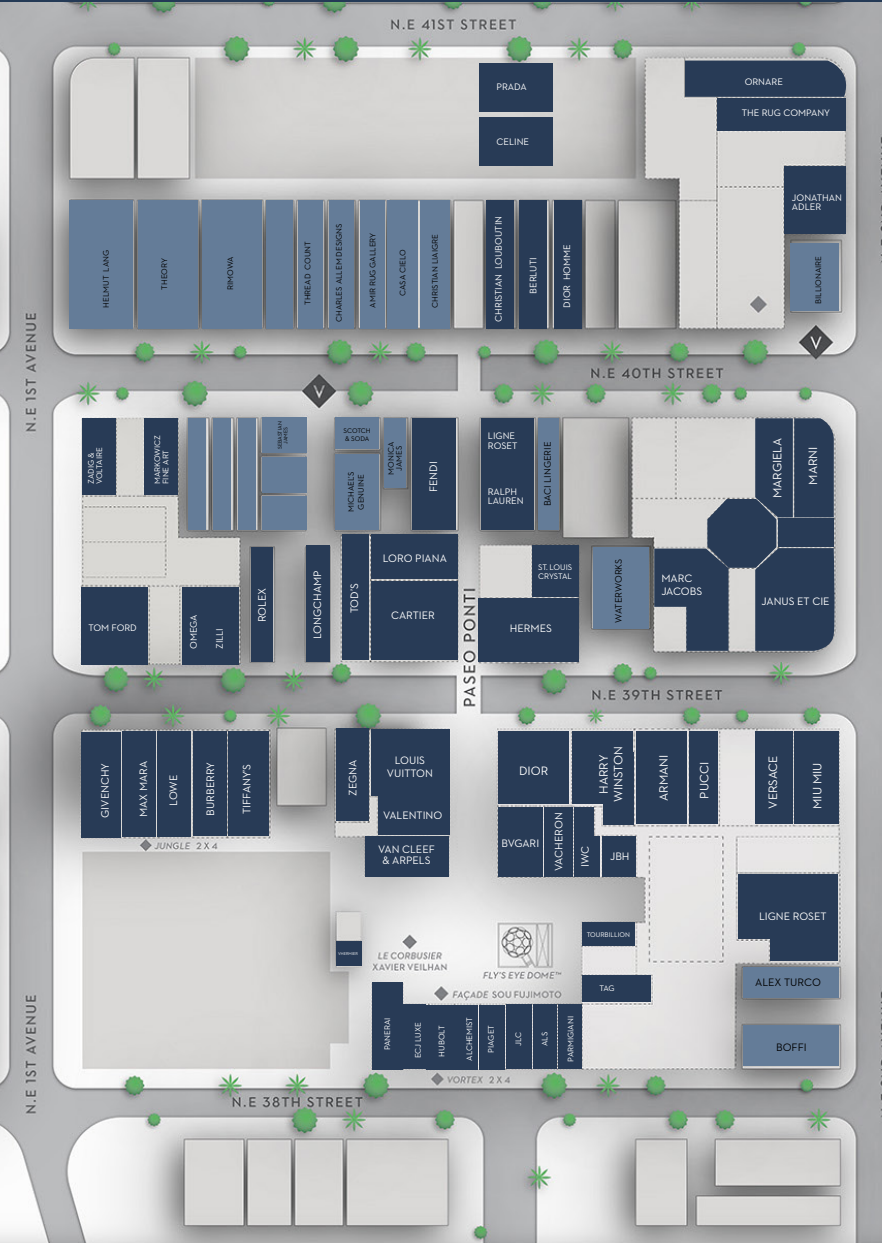 N.E 41ST STREET
PRADA
CELINE
ORNARE
THE RUG COMPANY
JONATHAN
ADLER
BILLIONAIRE
HELMUT LANG
THEORY
RIMOWA
THREAD COUNT
CHARLES ALLEM DESIGNS
AMIR RUG GALLERY
CASA CIELO
CHRISTIAN LIAIGRE
CHRISTIAN LOUBOUTIN
BERLUTI
DIOR HOMME
V
N.E 1ST AVENUE
N.E 40TH STREET
V
ZADIG &
VOLTAIRE
MARKOWICZ
FINE ART
SEBASTIAN
JAMES
SCOTCH
& SODA
MICHAEL'S
GENUINE
MONICA
JAMES
FENDI
LIGNE
ROSET
RALPH
LAUREN
BACI LINGERIE
MARGIELA
MARNI
TOM FORD
OMEGA
ZILLI
ROLEX
LONGCHAMP
TOD'S
LORO PIANA
CARTIER
ST. LOUIS
CRYSTAL
HERMES
WATERWORKS
MARC
JACOBS
JANUS ET CIE
PASEO PONTI
N.E 39TH STREET
GIVENCHY
MAX MARA
LOWE
BURBERRY
TIFFANY'S
ZEGNA
LOUIS
VUITTON
VALENTINO
VAN CLEEF
& ARPELS
DIOR
HARRY
WINSTON
ARMANI
PUCCI
VERSACE
MIU MIU
BVGARI
VACHERON
IWC
JBH
JUNGLE 2 X 4
LIGNE ROSET
TOURBILLION
TAG
LE CORBUSIER
XAVIER VEILHAN
FLY'S EYE DOME™
FAÇADE SOU FUJIMOTO
ALEX TURCO
BOFFI
PANERAI
ECJ LUXE
HUBOLT
ALCHEMIST
PIAGET
JLC
ALS
PARMIGIANI
VORTEX 2 X 4
N.E 1ST AVENUE
N.E 38TH STREET